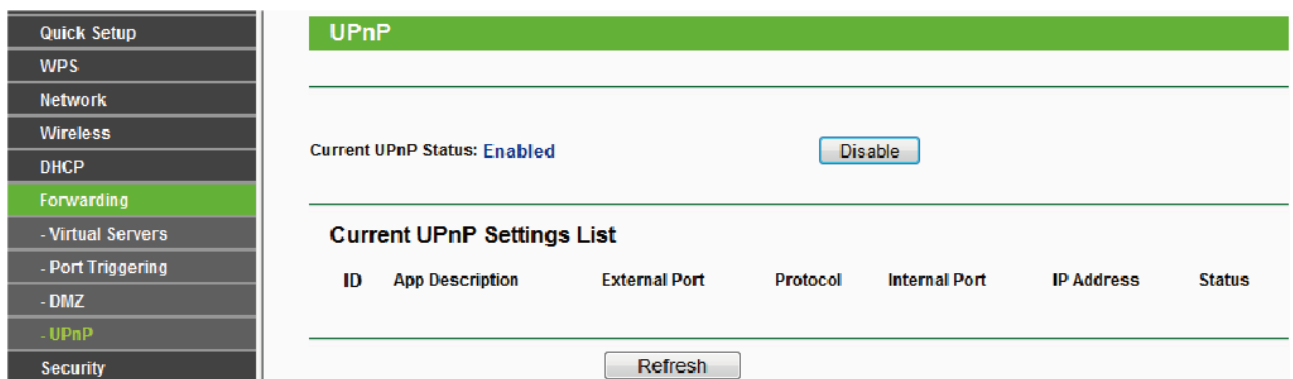 Quick Setup
WPS
Network
Wireless
DHCP
Forwarding
- Virtual Servers
- Port Triggering
- DMZ
- UPnP
Security
UPnP
Current UPnP Status: Enabled Disable
Current UPnP Settings List
ID App Description External Port Protocol Internal Port IP Address Status
Refresh